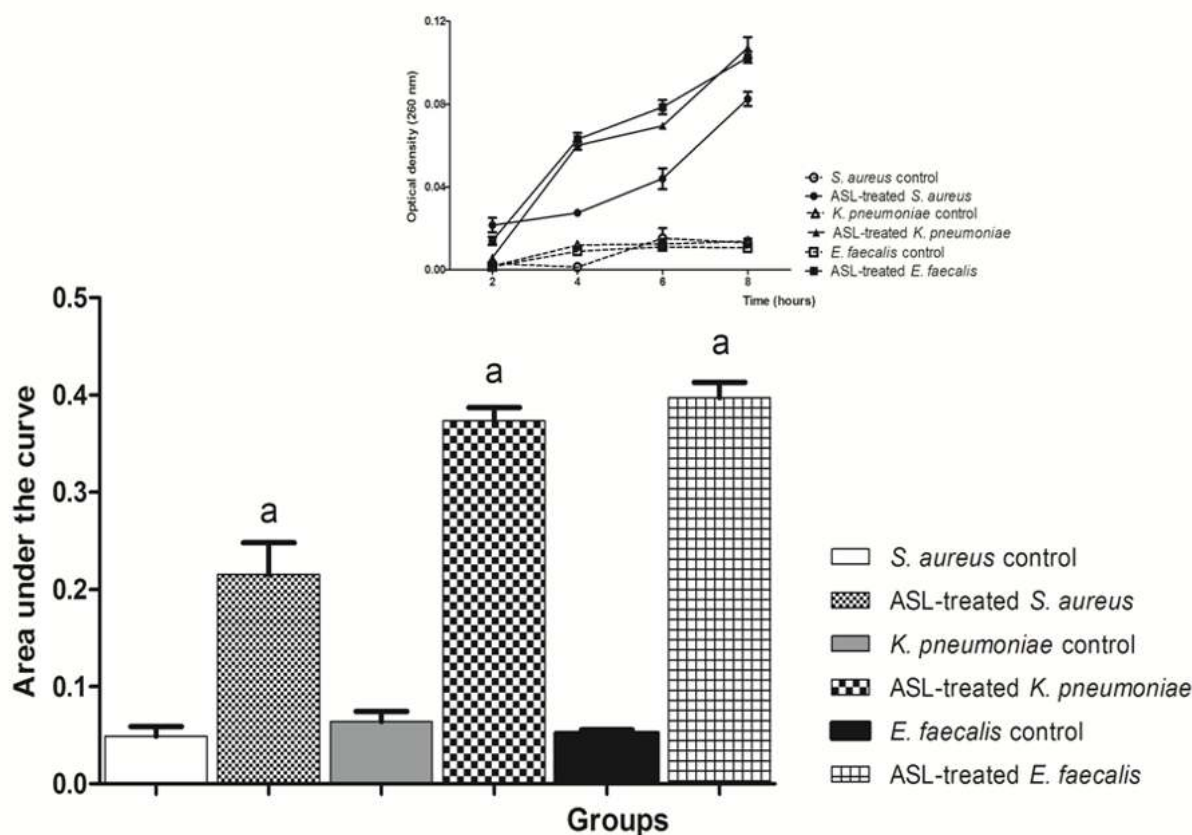 0.12
0.08
0.04
0.00
Optical density (260 nm)
2 4 6 8
Time (hours)
S. aureus control
ASL-treated S. aureus
K. pneumoniae control
ASL-treated K. pneumoniae
E. faecalis control
ASL-treated E. faecalis
0.5
0.4
0.3
0.2
0.1
0.0
Area under the curve
a
a
a
Groups
S. aureus control
ASL-treated S. aureus
K. pneumoniae control
ASL-treated K. pneumoniae
E. faecalis control
ASL-treated E. faecalis